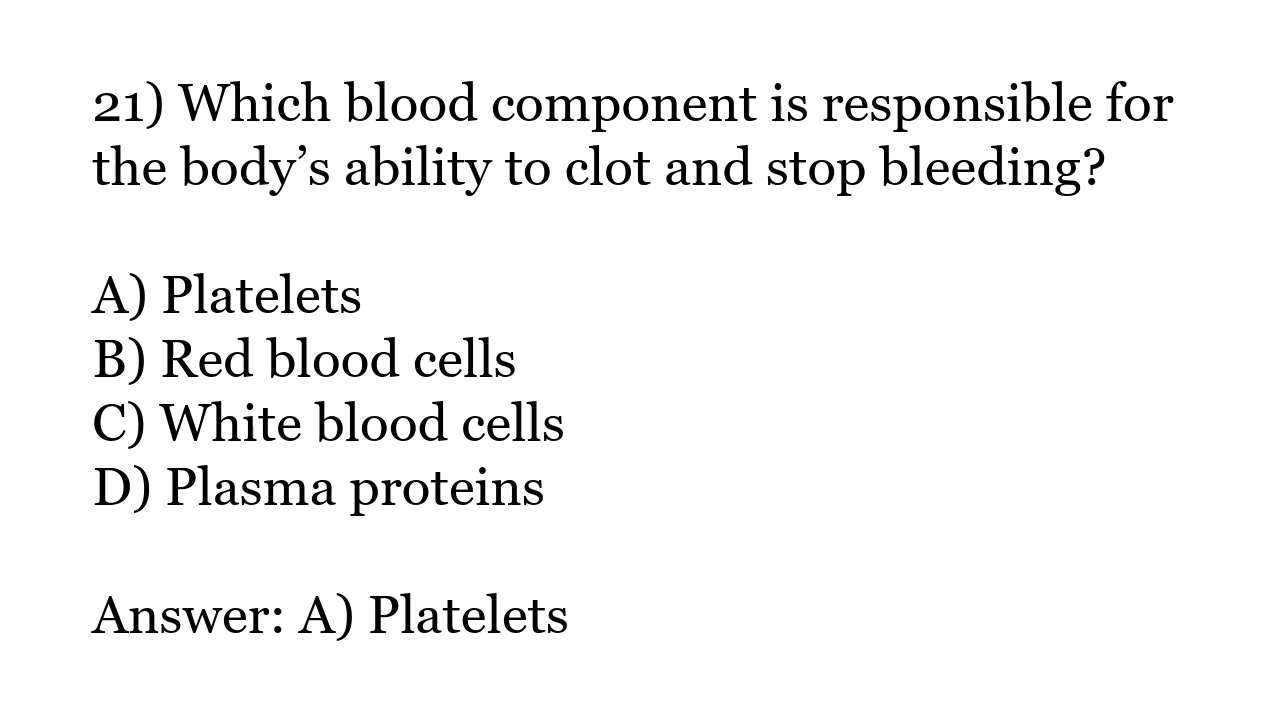 21) Which blood component is responsible for
the body’s ability to clot and stop bleeding?
A) Platelets
B) Red blood cells
C) White blood cells
D) Plasma proteins
Answer: A) Platelets